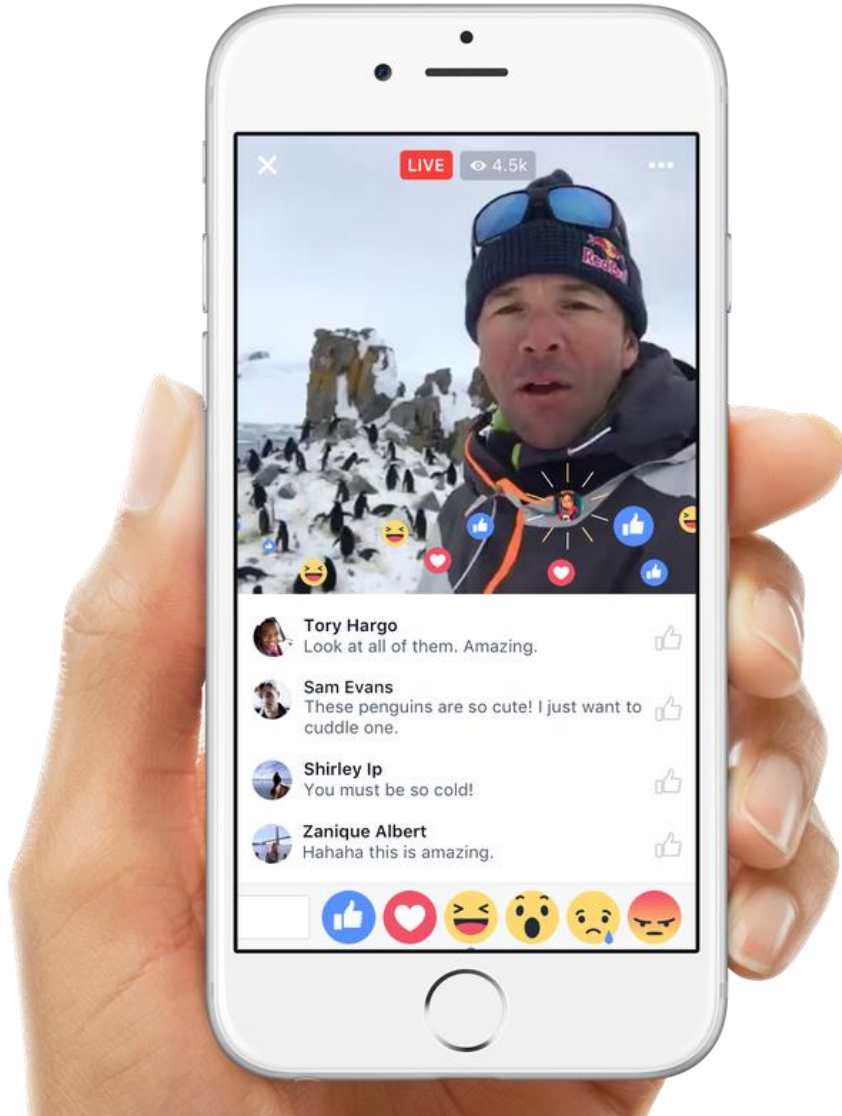 LIVE 4.5k
Red Bull
Tory Hargo
Look at all of them. Amazing.
Sam Evans
These penguins are so cute! I just want to
cuddle one.
Shirley Ip
You must be so cold!
Zanique Albert
Hahaha this is amazing.